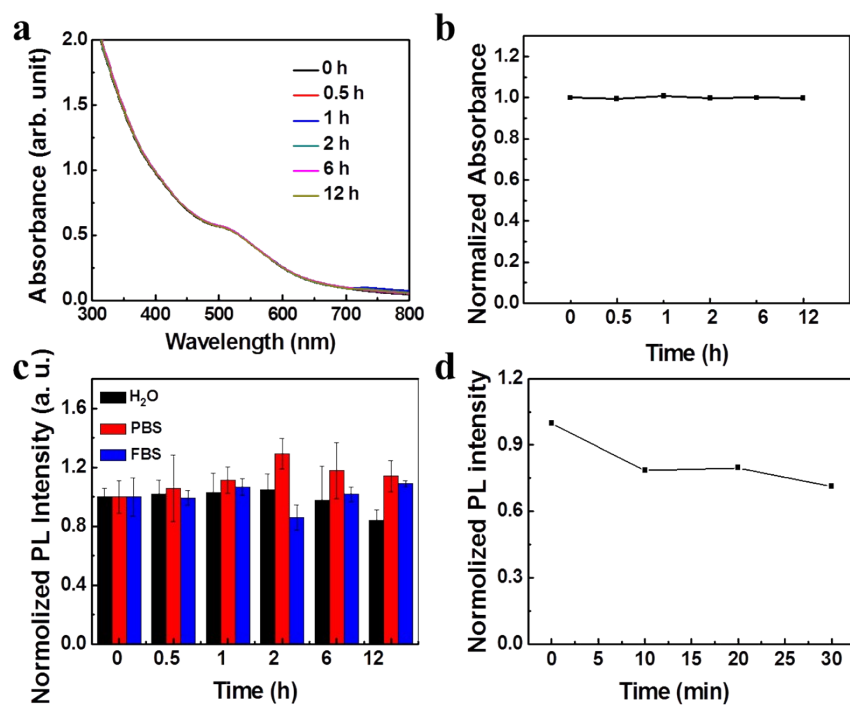 a
2.0
1.5
1.0
0.5
0.0
Absorbance (arb. unit)
0 h
0.5 h
1 h
2 h
6 h
12 h
300 400 500 600 700 800
Wavelength (nm)
b
1.2
1.0
0.8
0.6
0.4
0.2
0.0
Normalized Absorbance
0 0.5 1 2 6 12
Time (h)
c
1.6
1.2
0.8
0.4
0.0
Normolized PL Intensity (a. u.)
H₂O
PBS
FBS
0 0.5 1 2 6 12
Time (h)
d
1.2
0.9
0.6
0.3
0.0
Normolized PL intensity
0 5 10 15 20 25 30
Time (min)